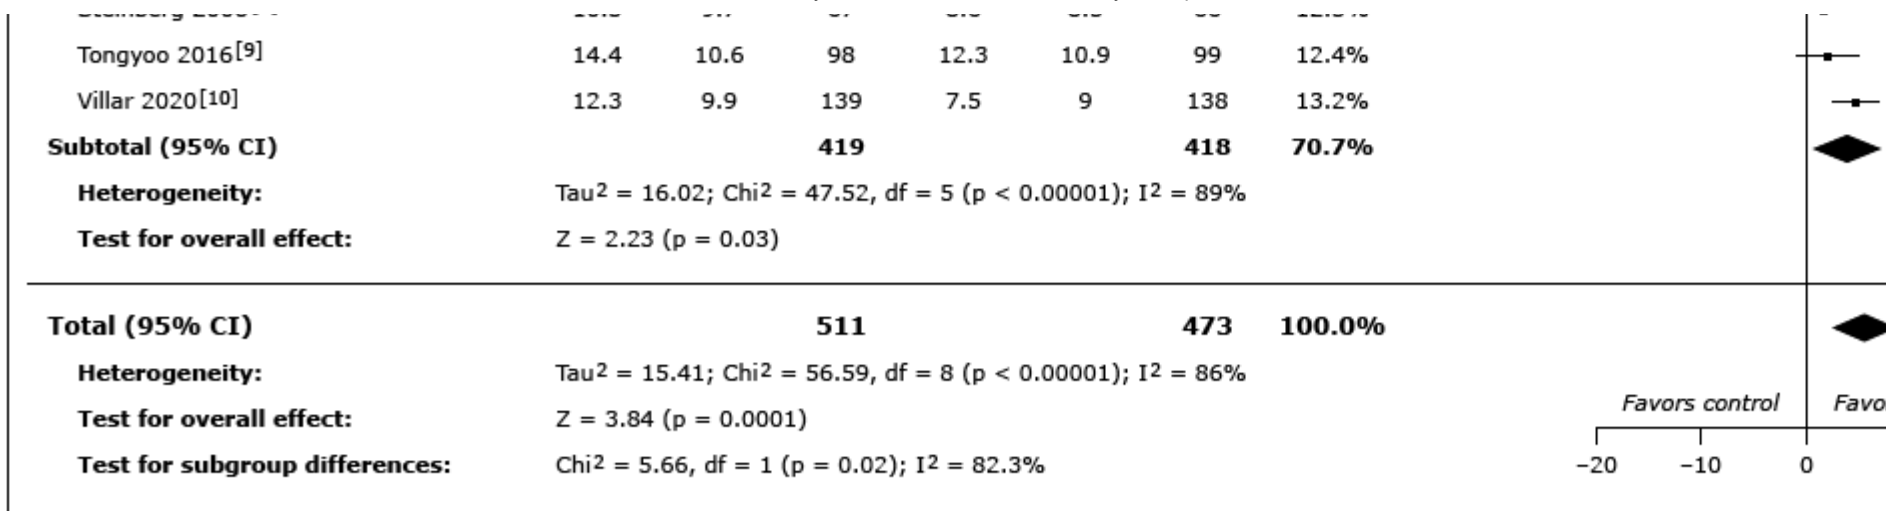 Tongyoo 2016[9] 14.4 10.6 98 12.3 10.9 99 12.4%
Villar 2020[10] 12.3 9.9 139 7.5 9 138 13.2%
Subtotal (95% CI) 419 418 70.7%
Heterogeneity: Tau² = 16.02; Chi² = 47.52, df = 5 (p < 0.00001); I² = 89%
Test for overall effect: Z = 2.23 (p = 0.03)
Total (95% CI) 511 473 100.0%
Heterogeneity: Tau² = 15.41; Chi² = 56.59, df = 8 (p < 0.00001); I² = 86%
Favors control Favo
Test for overall effect: Z = 3.84 (p = 0.0001)
Test for subgroup differences: Chi² = 5.66, df = 1 (p = 0.02); I² = 82.3%
−20 −10 0